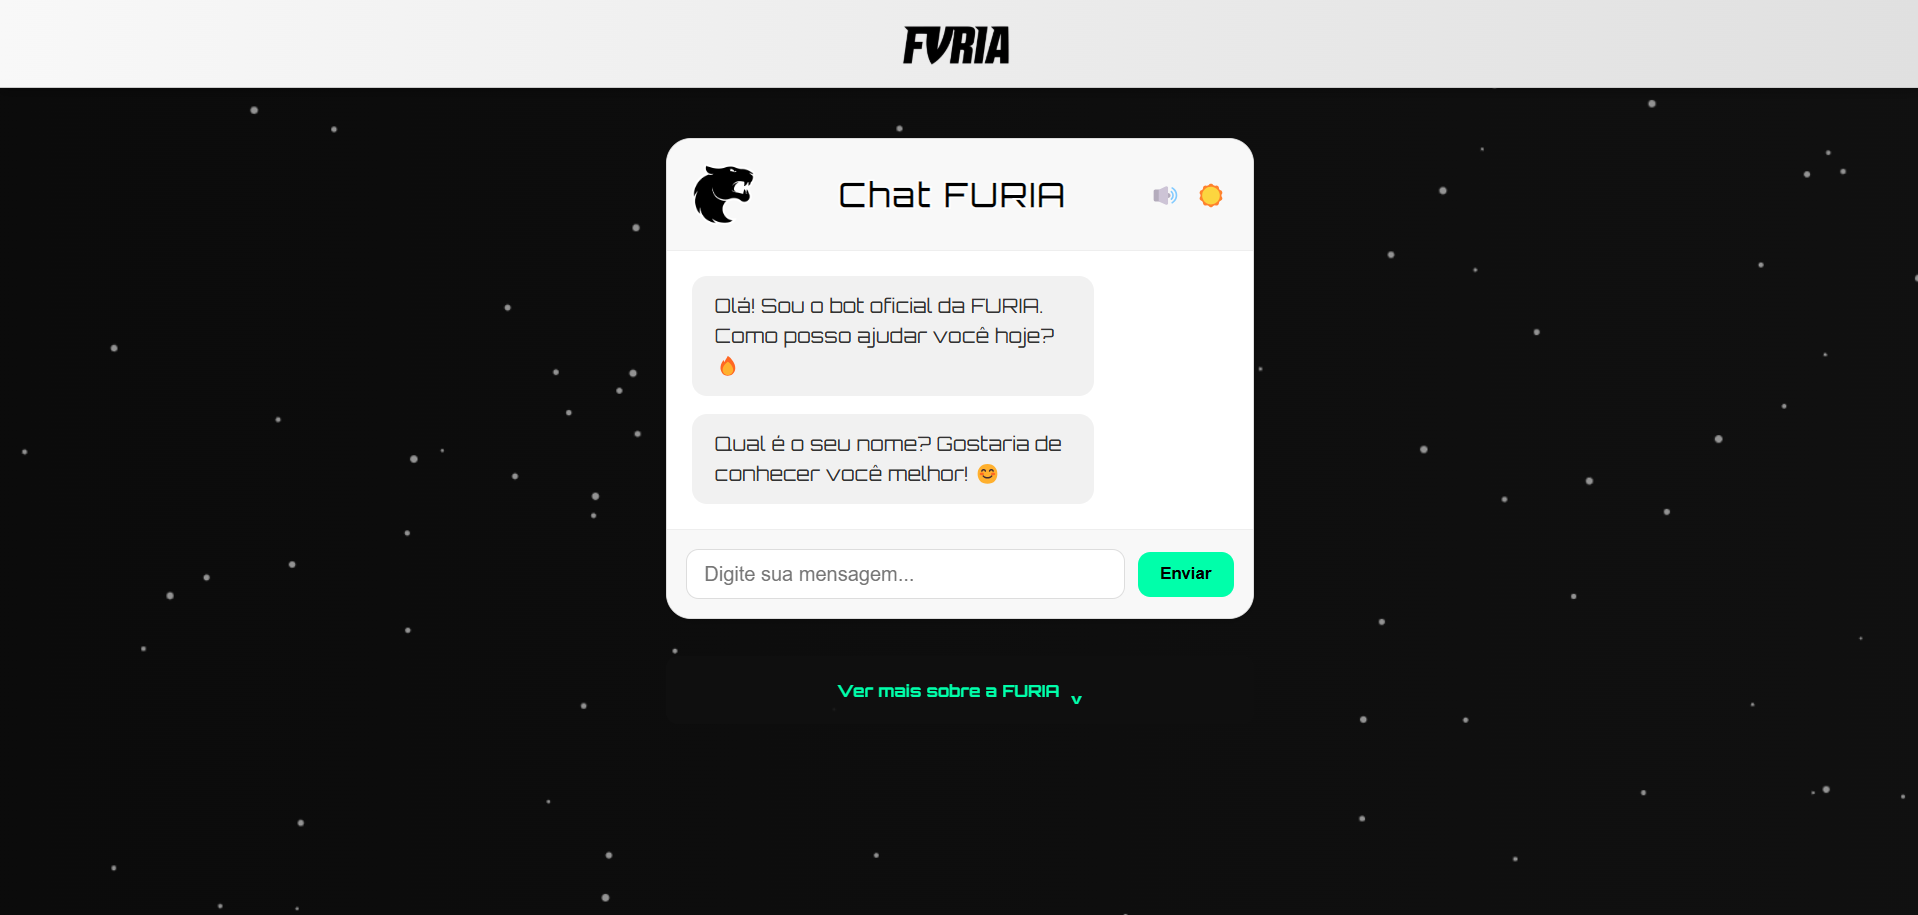 FURIA
Chat FURIA
Olá! Sou o bot oficial da FURIA.
Como posso ajudar você hoje?
🔥
Qual é o seu nome? Gostaria de
conhecer você melhor! 😊
Digite sua mensagem...
Enviar
Ver mais sobre a FURIA v